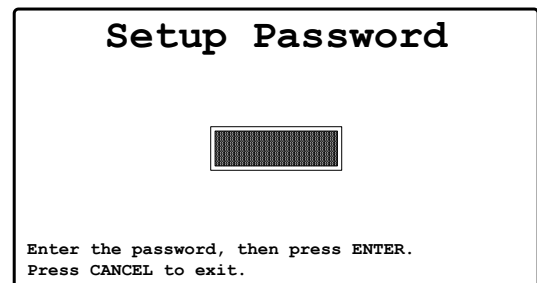 Setup Password
Enter the password, then press ENTER.
Press CANCEL to exit.